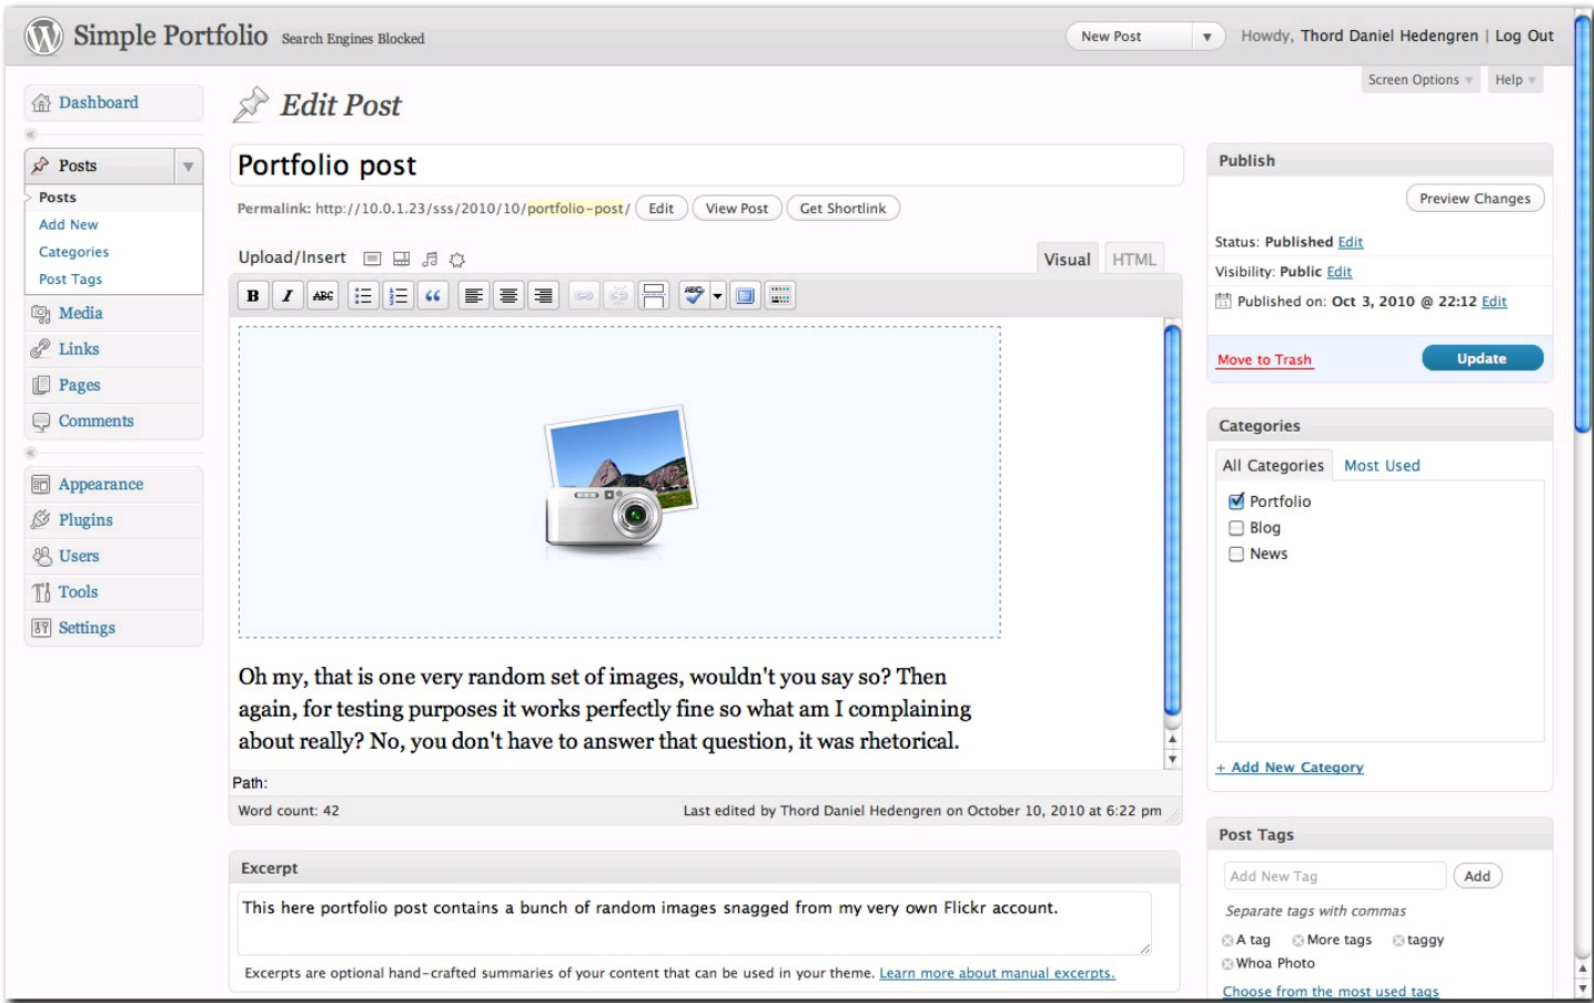 Simple Portfolio Search Engines Blocked
New Post
Howdy, Thord Daniel Hedengren | Log Out
Screen Options
Help
Dashboard
Posts
Posts
Add New
Categories
Post Tags
Media
Links
Pages
Comments
Appearance
Plugins
Users
Tools
Settings
Edit Post
Portfolio post
Permalink: http://10.0.1.23/sss/2010/10/portfolio-post/ Edit View Post Get Shortlink
Upload/Insert
Visual HTML
B I ABC ABC
Oh my, that is one very random set of images, wouldn't you say so? Then
again, for testing purposes it works perfectly fine so what am I complaining
about really? No, you don't have to answer that question, it was rhetorical.
Path:
Word count: 42 Last edited by Thord Daniel Hedengren on October 10, 2010 at 6:22 pm
Excerpt
This here portfolio post contains a bunch of random images snagged from my very own Flickr account.
Excerpts are optional hand-crafted summaries of your content that can be used in your theme. Learn more about manual excerpts.
Publish
Preview Changes
Status: Published Edit
Visibility: Public Edit
Published on: Oct 3, 2010 @ 22:12 Edit
Move to Trash Update
Categories
All Categories Most Used
Portfolio
Blog
News
+ Add New Category
Post Tags
Add New Tag Add
Separate tags with commas
A tag More tags taggy
Whoa Photo
Choose from the most used tags